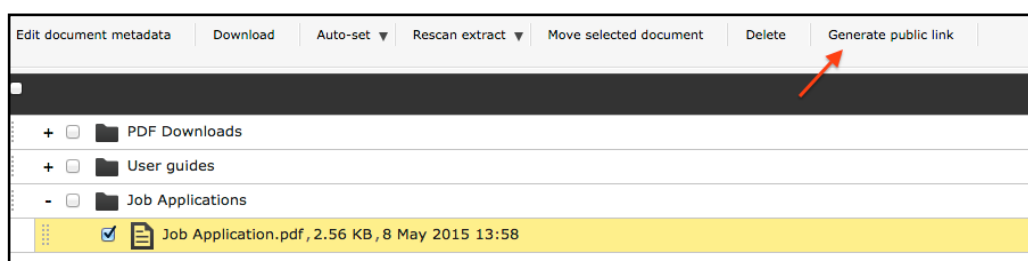 Edit document metadata Download Auto-set ▼ Rescan extract ▼ Move selected document Delete Generate public link
+ PDF Downloads
+ User guides
- Job Applications
Job Application.pdf, 2.56 KB, 8 May 2015 13:58